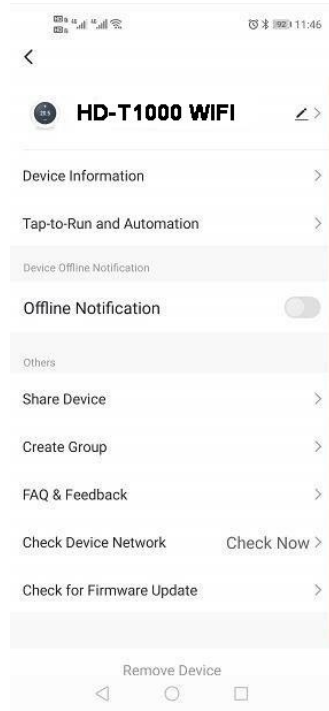 92 11:46
HD-T1000 WIFI
Device Information
Tap-to-Run and Automation
Device Offline Notification
Offline Notification
Others
Share Device
Create Group
FAQ & Feedback
Check Device Network Check Now
Check for Firmware Update
Remove Device